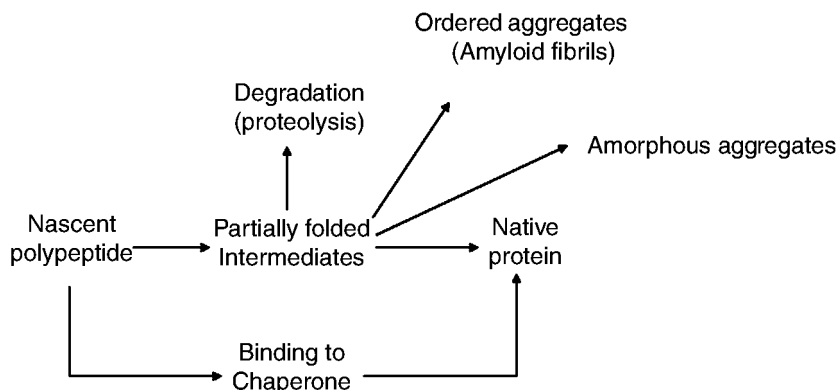 Ordered aggregates
(Amyloid fibrils)
Degradation
(proteolysis)
Amorphous aggregates
Nascent
polypeptide
Partially folded
Intermediates
Native
protein
Binding to
Chaperone